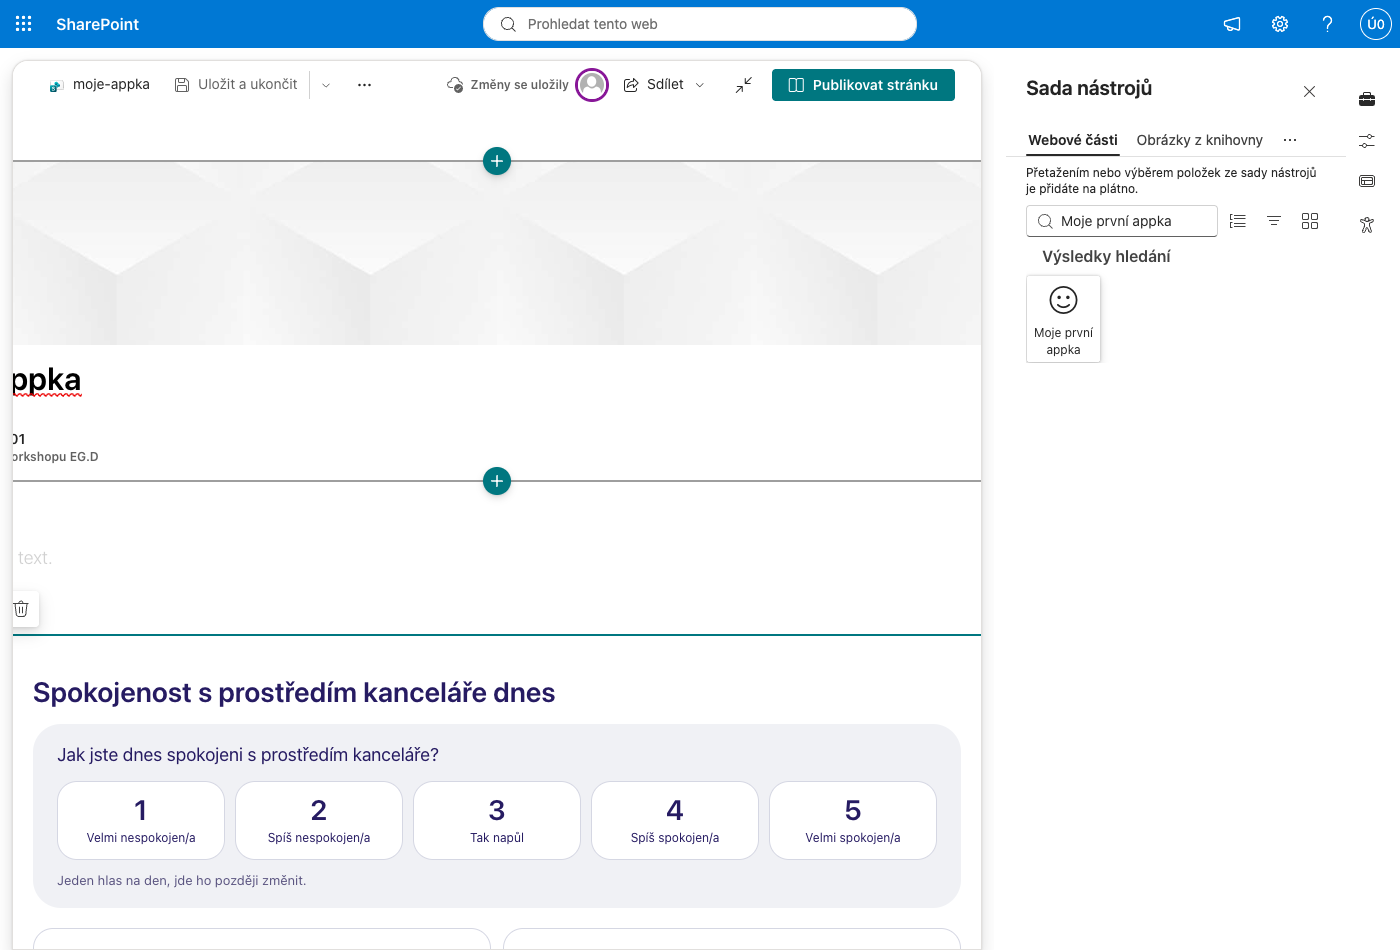 SharePoint
Prohledat tento web
Ú0
moje-appka
Uložit a ukončit
Změny se uložily
Sdílet
Publikovat stránku
ppka
01
orkshopu EG.D
text.
Spokojenost s prostředím kanceláře dnes
Jak jste dnes spokojeni s prostředím kanceláře?
1
Velmi nespokojen/a
2
Spíš nespokojen/a
3
Tak napůl
4
Spíš spokojen/a
5
Velmi spokojen/a
Jeden hlas na den, jde ho později změnit.
Sada nástrojů
Webové části
Obrázky z knihovny
Přetažením nebo výběrem položek ze sady nástrojů
je přidáte na plátno.
Moje první appka
Výsledky hledání
Moje první
appka